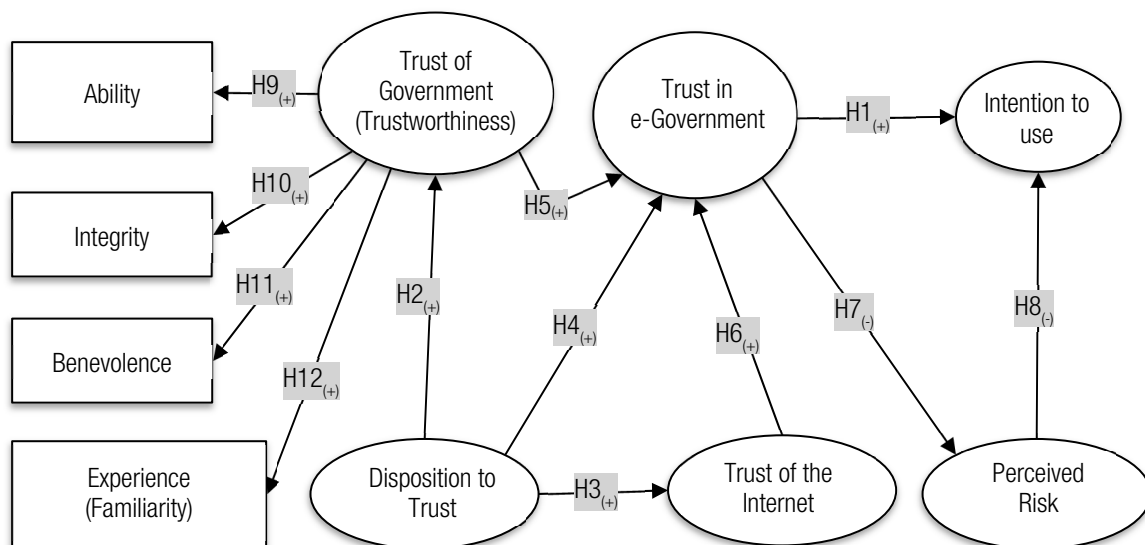 Ability
H9(+)
Trust of
Government
(Trustworthiness)
Trust in
e-Government
H1(+)
Intention to
use
Integrity
H10(+)
H5(+)
Benevolence
H11(+)
H2(+)
H4(+)
H6(+)
H7(-)
H8(-)
H12(+)
Experience
(Familiarity)
Disposition to
Trust
H3(+)
Trust of the
Internet
Perceived
Risk